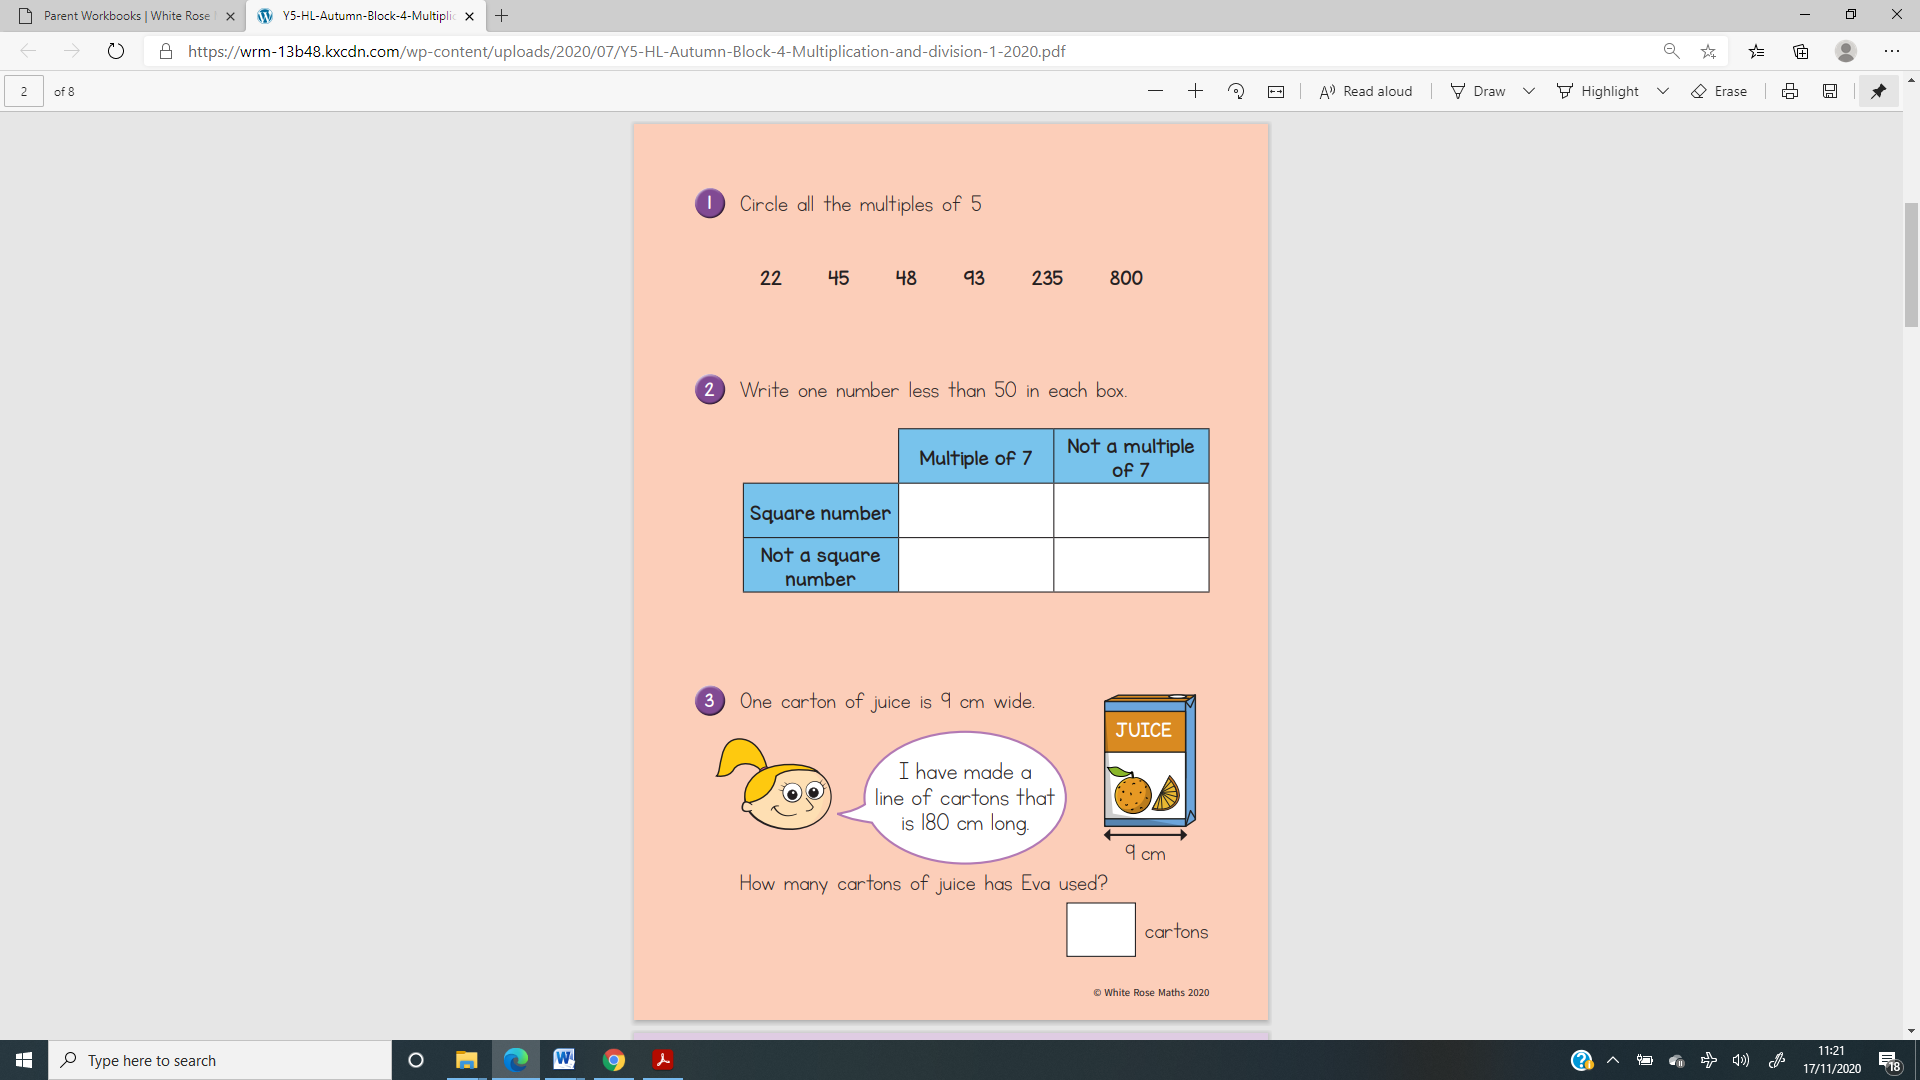 Parent Workbooks | White Rose
Y5-HL-Autumn-Block-4-Multiplic
https://wrm-13b48.kxcdn.com/wp-content/uploads/2020/07/Y5-HL-Autumn-Block-4-Multiplication-and-division-1-2020.pdf
2 of 8
Read aloud
Draw
Highlight
Erase
1 Circle all the multiples of 5
22 45 48 93 235 800
2 Write one number less than 50 in each box.
Multiple of 7
Not a multiple
of 7
Square number
Not a square
number
3 One carton of juice is 9 cm wide.
JUICE
I have made a
line of cartons that
is 180 cm long.
9 cm
How many cartons of juice has Eva used?
cartons
© White Rose Maths 2020
Type here to search
11:21
17/11/2020
18